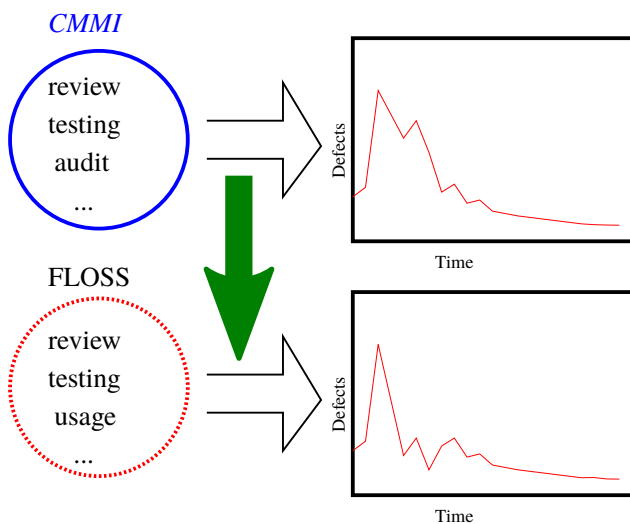 CMMI
review
testing
audit
...
Defects
Time
FLOSS
review
testing
usage
...
Defects
Time